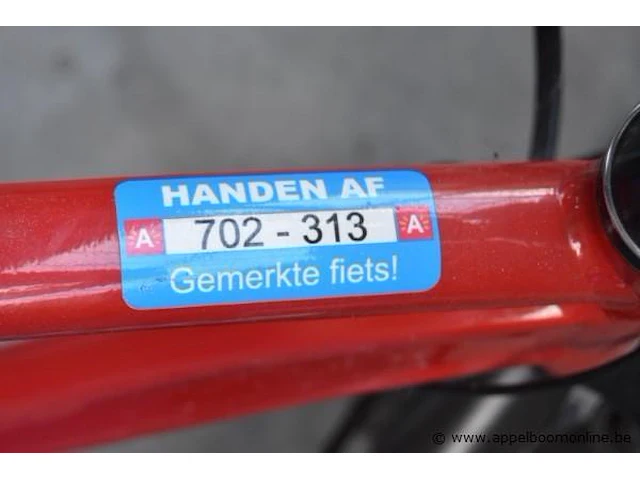 HANDEN AF
A 702 - 313 A
Gemerkte fiets!
© www.appelboomonline.be